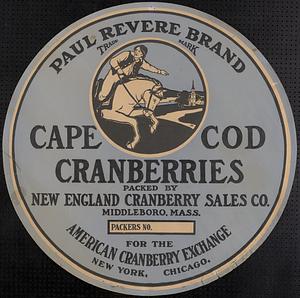 PAUL REVERE BRAND
TRADE MARK
CAPE COD
CRANBERRIES
PACKED BY
NEW ENGLAND CRANBERRY SALES CO.
MIDDLEBORO, MASS.
PACKERS NO.
FOR THE
AMERICAN CRANBERRY EXCHANGE
NEW YORK, CHICAGO.